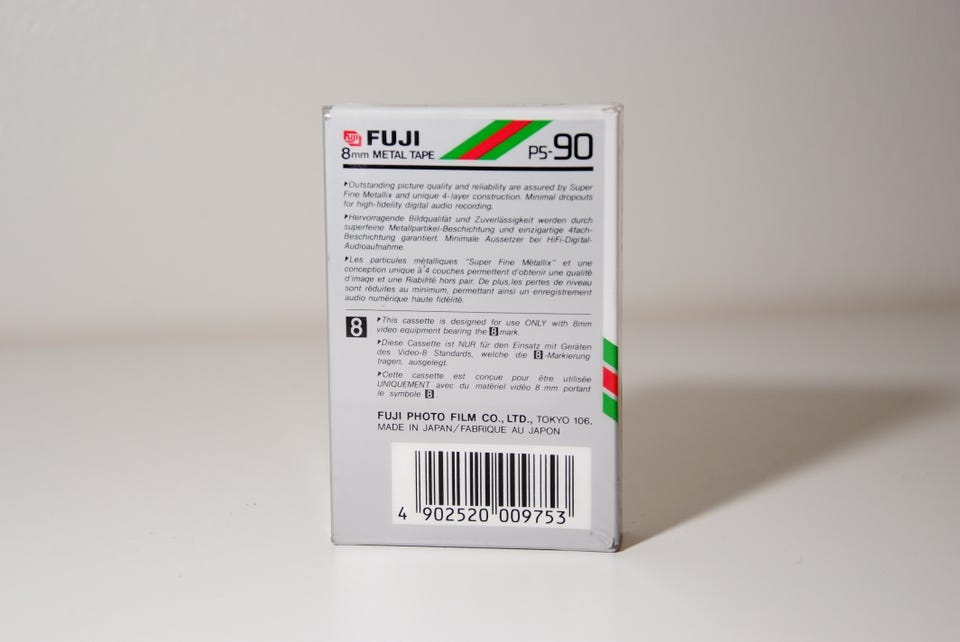 FUJI
8mm METAL TAPE
P5-90
▸Outstanding picture quality and reliability are assured by Super
Fine Metallix and unique 4-layer construction. Minimal dropouts
for high-fidelity digital audio recording.
▸Hervorragende Bildqualität und Zuverlässigkeit werden durch
superfeine Metallpartikel-Beschichtung und einzigartige 4fach-
Beschichtung garantiert. Minimale Aussetzer bei HiFi-Digital-
Audioaufnahme.
▸Les particules métalliques "Super Fine Métallix" et une
conception unique à 4 couches permettent d'obtenir une qualité
d'image et une Riabilité hors pair. De plus,les pertes de niveau
sont réduites au minimum, permettant ainsi un enregistrement
audio numérique haute fidélité.
8
▸This cassette is designed for use ONLY with 8mm
video equipment bearing the 8 mark.
▸Diese Cassette ist NUR für den Einsatz mit Geräten
des Video-8 Standards, welche die 8-Markierung
tragen, ausgelegt.
▸Cette cassette est conçue pour être utilisée
UNIQUEMENT avec du matériel vidéo 8 mm portant
le symbole 8.
FUJI PHOTO FILM CO., LTD., TOKYO 106.
MADE IN JAPAN/FABRIQUE AU JAPON
4 902520 009753